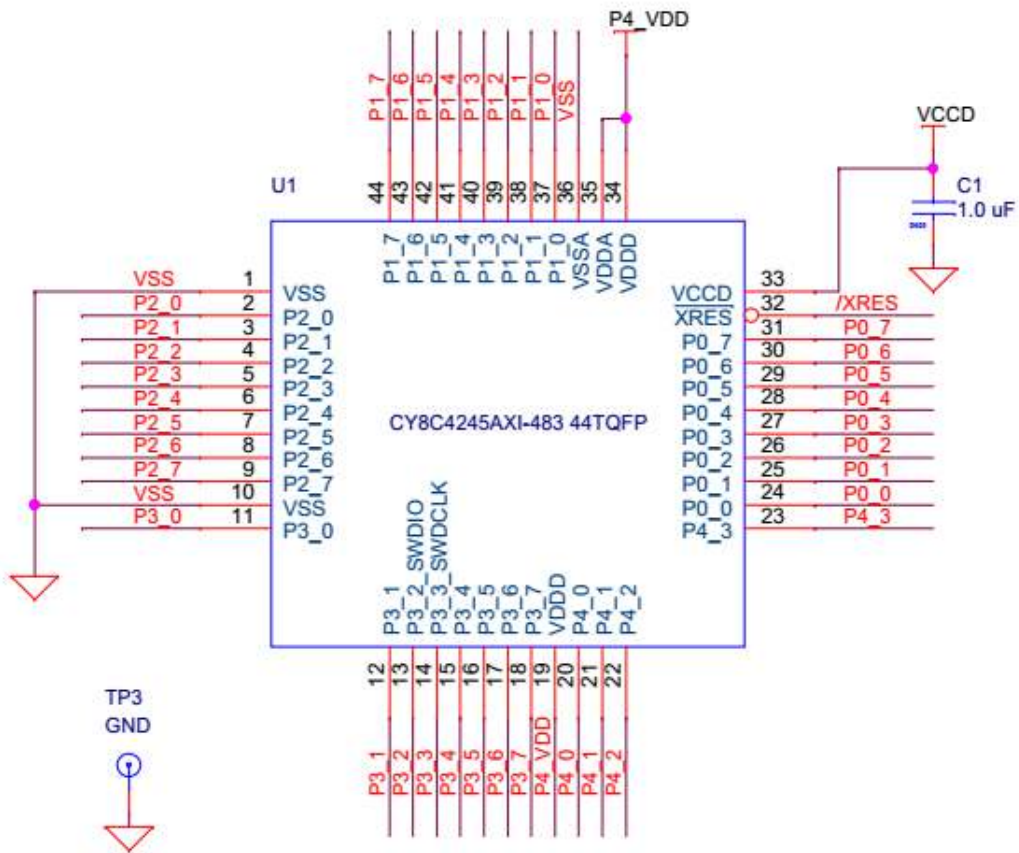 P4_VDD
P1_7
P1_6
P1_5
P1_4
P1_3
P1_2
P1_1
P1_0
VSS
VCCD
C1
1.0 uF
U1
44
43
42
41
40
39
38
37
36
35
34
P1_7
P1_6
P1_5
P1_4
P1_3
P1_2
P1_1
P1_0
VSSA
VDDA
VDDD
VSS 1 VSS
P2_0 2 P2_0
P2_1 3 P2_1
P2_2 4 P2_2
P2_3 5 P2_3
P2_4 6 P2_4
P2_5 7 P2_5
P2_6 8 P2_6
P2_7 9 P2_7
VSS 10 VSS
P3_0 11 P3_0
CY8C4245AXI-483 44TQFP
VCCD 33
XRES 32 /XRES
P0_7 31 P0_7
P0_6 30 P0_6
P0_5 29 P0_5
P0_4 28 P0_4
P0_3 27 P0_3
P0_2 26 P0_2
P0_1 25 P0_1
P0_0 24 P0_0
P4_3 23 P4_3
P3_1
P3_2_SWDIO
P3_3_SWDCLK
P3_4
P3_5
P3_6
P3_7
VDDD
P4_0
P4_1
P4_2
12
13
14
15
16
17
18
19
20
21
22
P3_1
P3_2
P3_3
P3_4
P3_5
P3_6
P3_7
P4_VDD
P4_0
P4_1
P4_2
TP3
GND